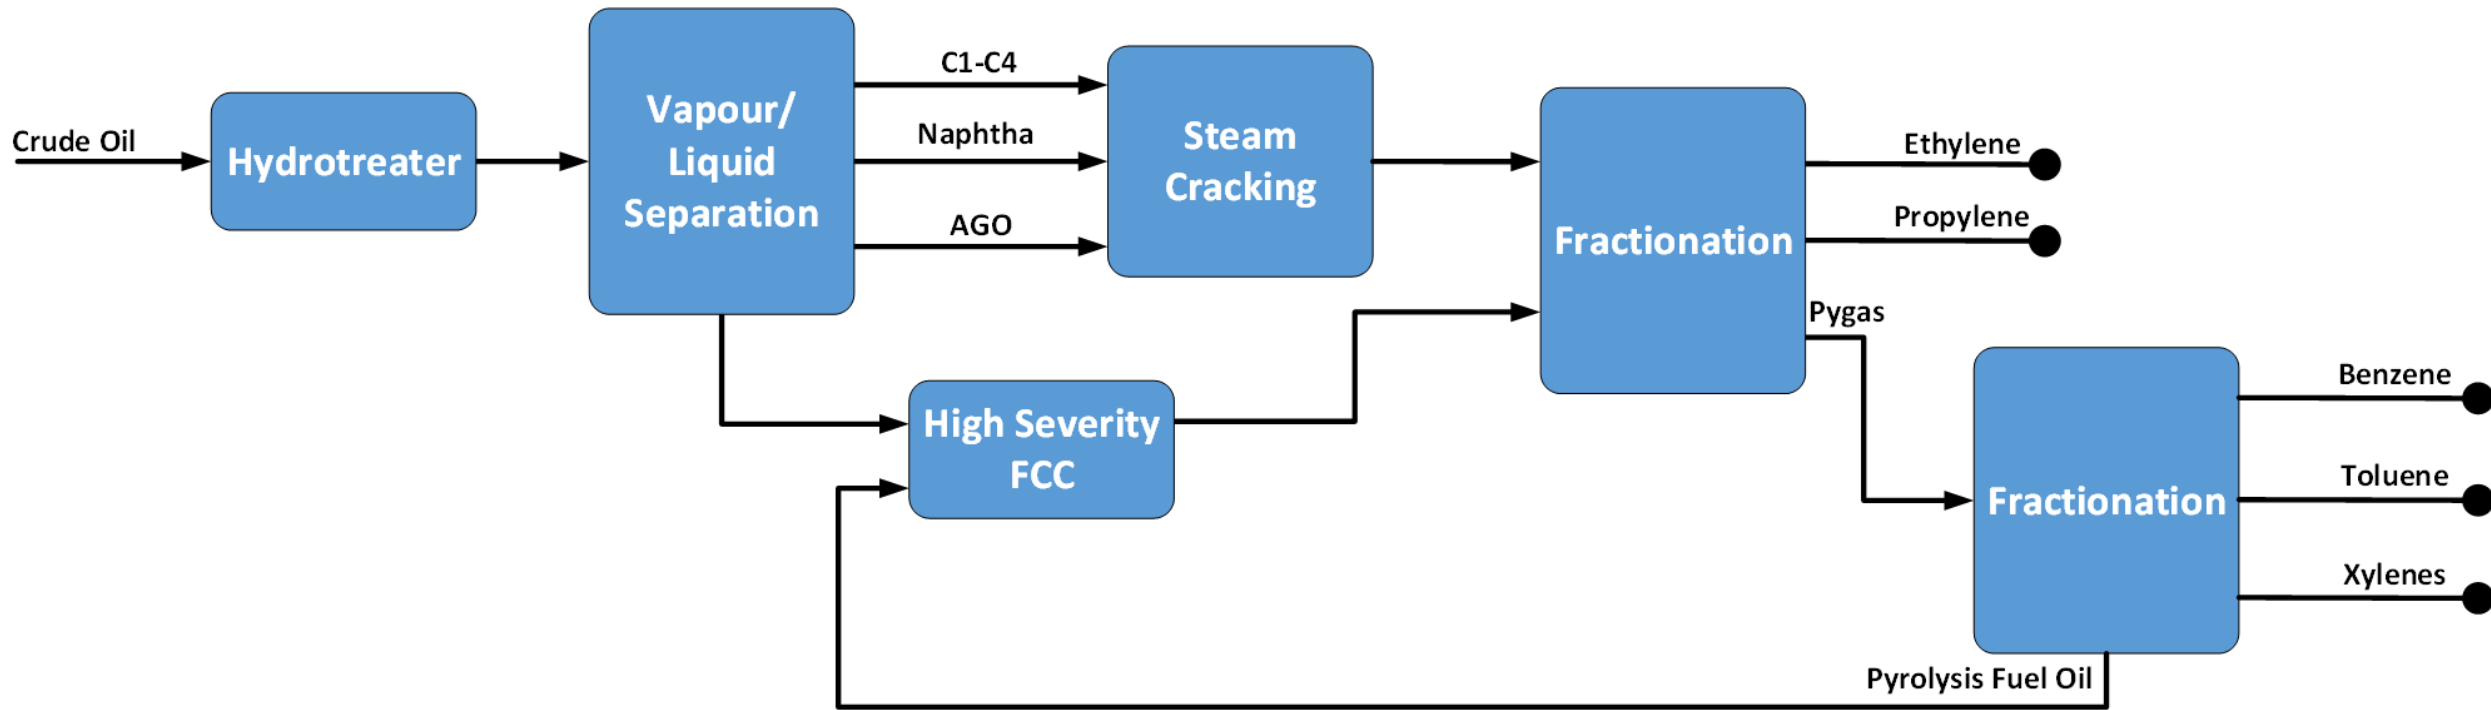 Crude Oil
Hydrotreater
Vapour/
Liquid
Separation
C1-C4
Naphtha
AGO
Steam
Cracking
High Severity
FCC
Fractionation
Ethylene
Propylene
Pygas
Fractionation
Benzene
Toluene
Xylenes
Pyrolysis Fuel Oil